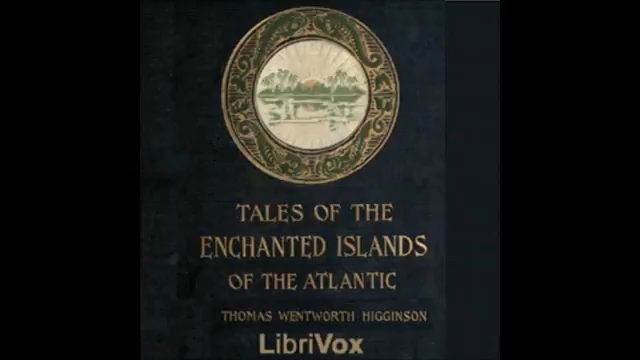 TALES OF THE
ENCHANTED ISLANDS
OF THE ATLANTIC
THOMAS WENTWORTH HIGGINSON
LibriVox